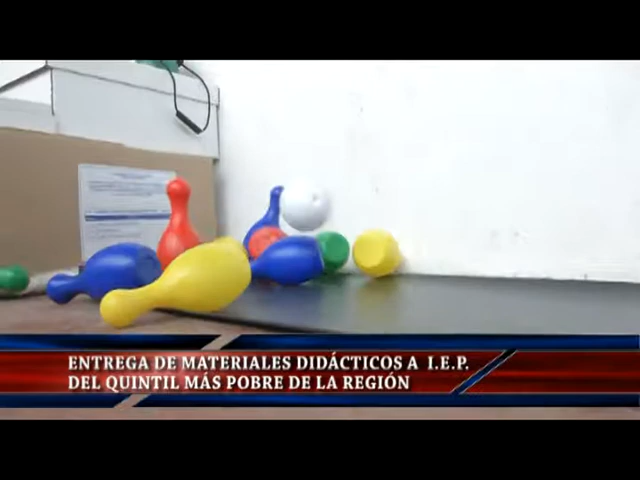 ENTREGA DE MATERIALES DIDÁCTICOS A I.E.P.
DEL QUINTIL MÁS POBRE DE LA REGIÓN